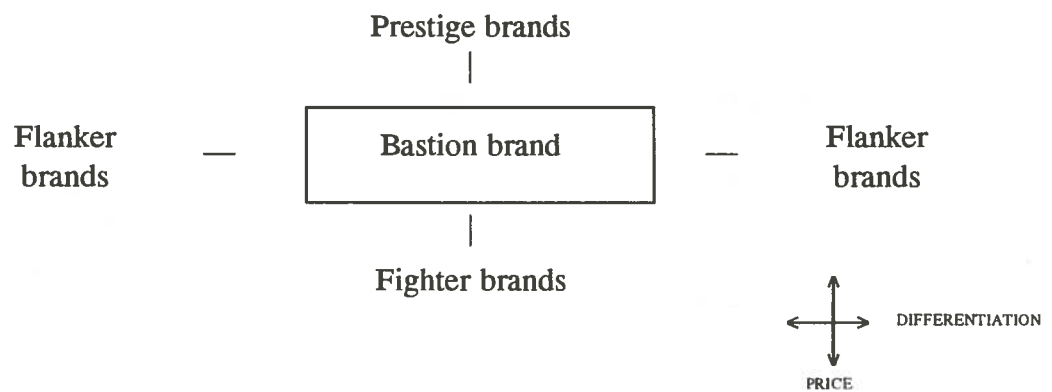 Prestige brands
Flanker
brands
Bastion brand
Flanker
brands
Fighter brands
DIFFERENTIATION
PRICE